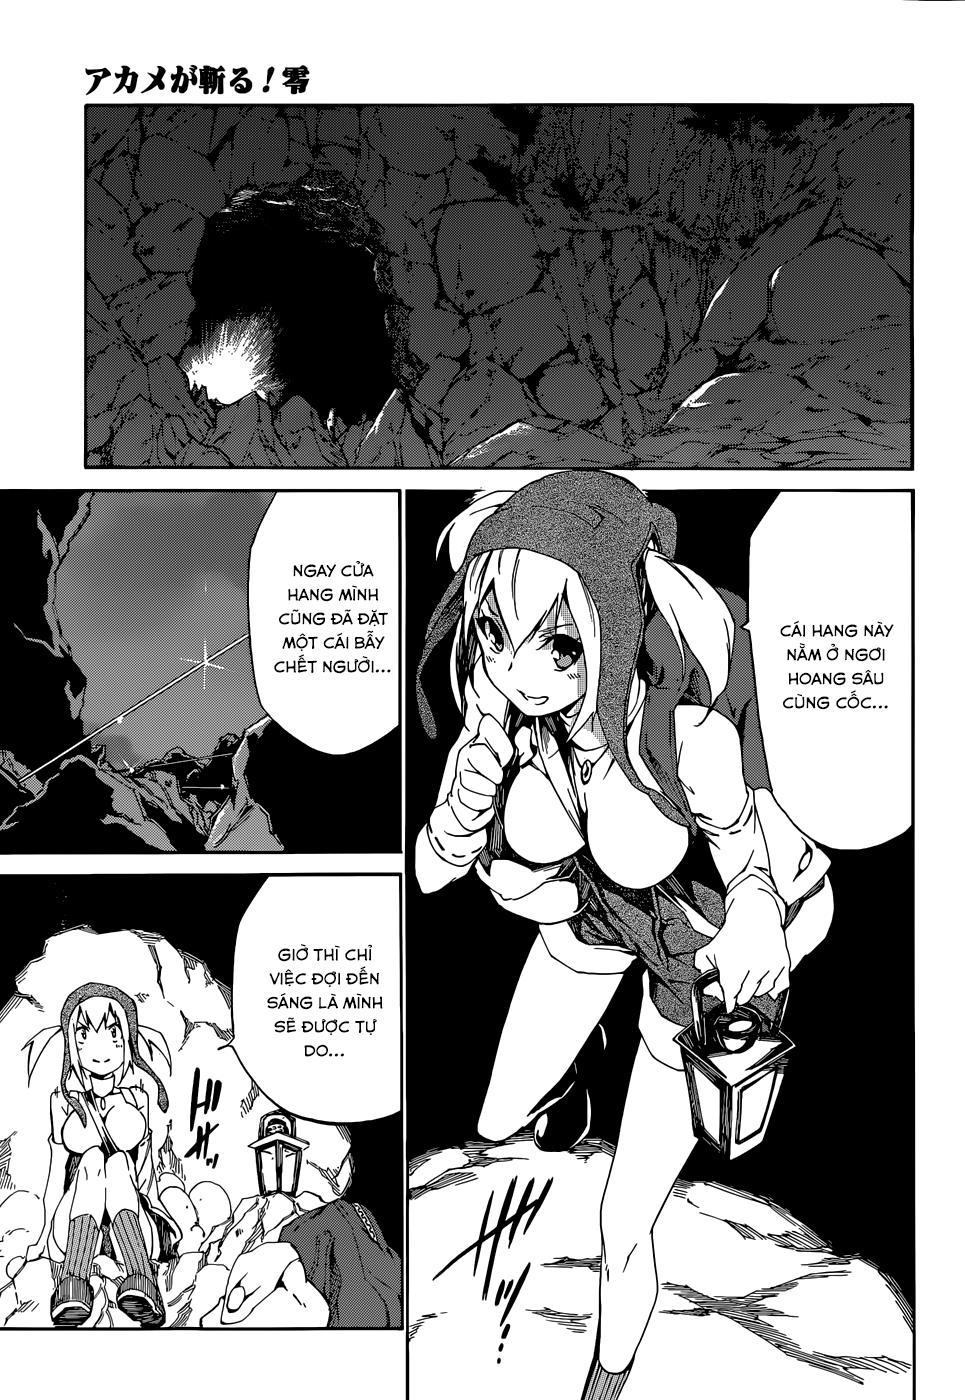 アカメが斬る!零
CÁI HANG NÀY
NẰM Ở NGƠI
HOANG SÂU
CÙNG CỐC...
NGAY CỬA
HANG MÌNH
CŨNG ĐÃ ĐẶT
MỘT CÁI BẪY
CHẾT NGƯỜI...
GIỜ THÌ CHỈ
VIỆC ĐỢI ĐẾN
SÁNG LÀ MÌNH
SẼ ĐƯỢC TỰ
DO...